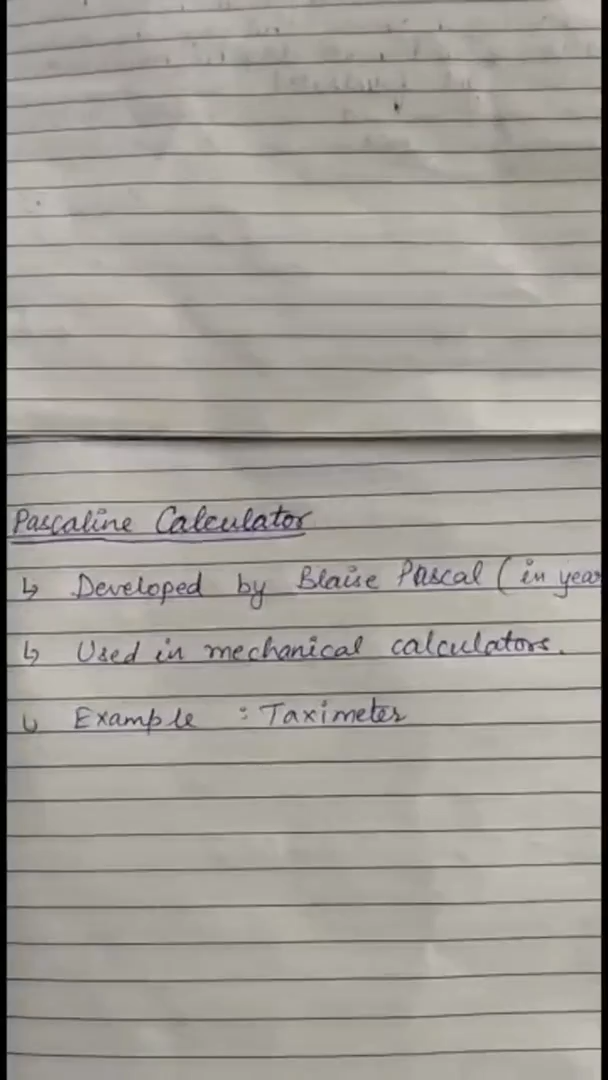 Pascaline Calculator
↳ Developed by Blaise Pascal (in year
↳ Used in mechanical calculators.
↳ Example : Taximeter